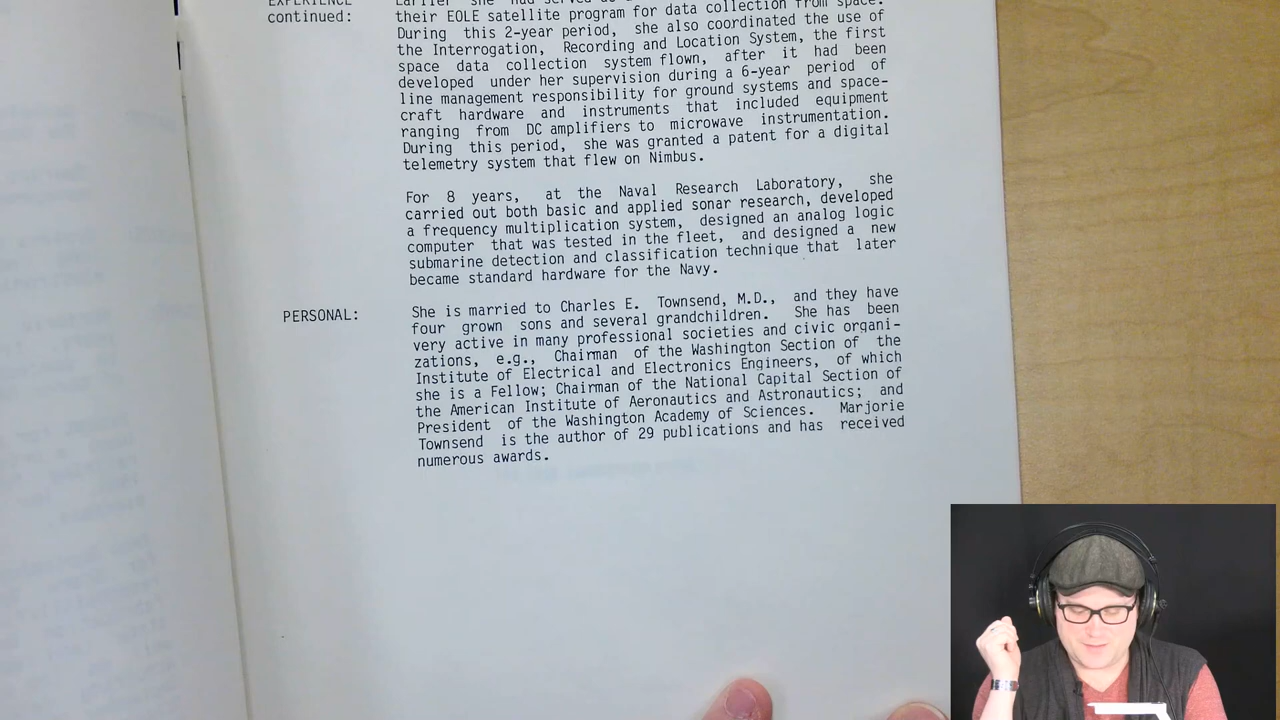 EXPERIENCE Earlier she had served as
continued: their EOLE satellite program for data collection from space.
During this 2-year period, she also coordinated the use of
the Interrogation, Recording and Location System, the first
space data collection system flown, after it had been
developed under her supervision during a 6-year period of
line management responsibility for ground systems and space-
craft hardware and instruments that included equipment
ranging from DC amplifiers to microwave instrumentation.
During this period, she was granted a patent for a digital
telemetry system that flew on Nimbus.
For 8 years, at the Naval Research Laboratory, she
carried out both basic and applied sonar research, developed
a frequency multiplication system, designed an analog logic
computer that was tested in the fleet, and designed a new
submarine detection and classification technique that later
became standard hardware for the Navy.
PERSONAL: She is married to Charles E. Townsend, M.D., and they have
four grown sons and several grandchildren. She has been
very active in many professional societies and civic organi-
zations, e.g., Chairman of the Washington Section of the
Institute of Electrical and Electronics Engineers, of which
she is a Fellow; Chairman of the National Capital Section of
the American Institute of Aeronautics and Astronautics; and
President of the Washington Academy of Sciences. Marjorie
Townsend is the author of 29 publications and has received
numerous awards.